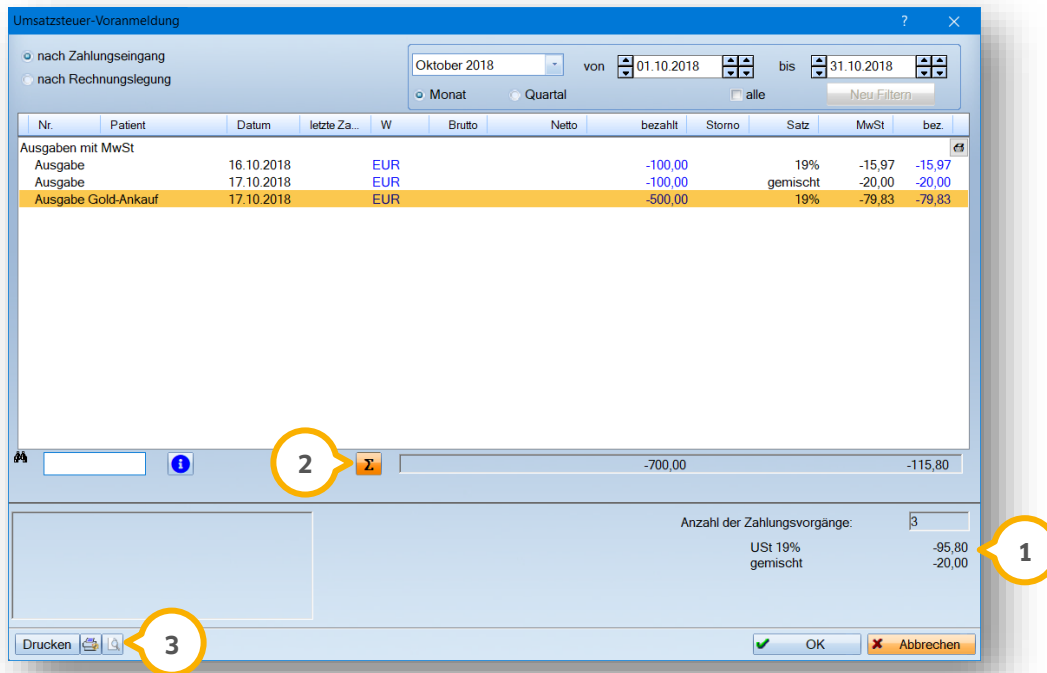 Umsatzsteuer-Voranmeldung ?
nach Zahlungseingang
nach Rechnungslegung
Oktober 2018 von 01.10.2018 bis 31.10.2018
Monat Quartal alle Neu Filtern
Nr. Patient Datum letzte Za... W Brutto Netto bezahlt Storno Satz MwSt bez.
Ausgaben mit MwSt
Ausgabe 16.10.2018 EUR -100,00 19% -15,97 -15,97
Ausgabe 17.10.2018 EUR -100,00 gemischt -20,00 -20,00
Ausgabe Gold-Ankauf 17.10.2018 EUR -500,00 19% -79,83 -79,83
i 2 Σ -700,00 -115,80
Anzahl der Zahlungsvorgänge: 3
USt 19% -95,80
gemischt -20,00
1
Drucken 3 OK Abbrechen